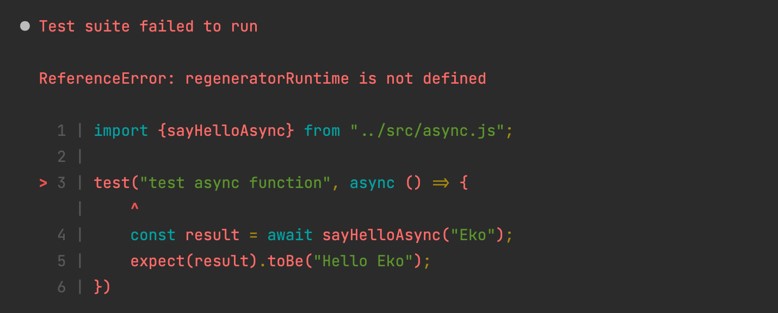 ● Test suite failed to run
ReferenceError: regeneratorRuntime is not defined
1 | import {sayHelloAsync} from "../src/async.js";
2 |
> 3 | test("test async function", async () => {
| ^
4 | const result = await sayHelloAsync("Eko");
5 | expect(result).toBe("Hello Eko");
6 | })